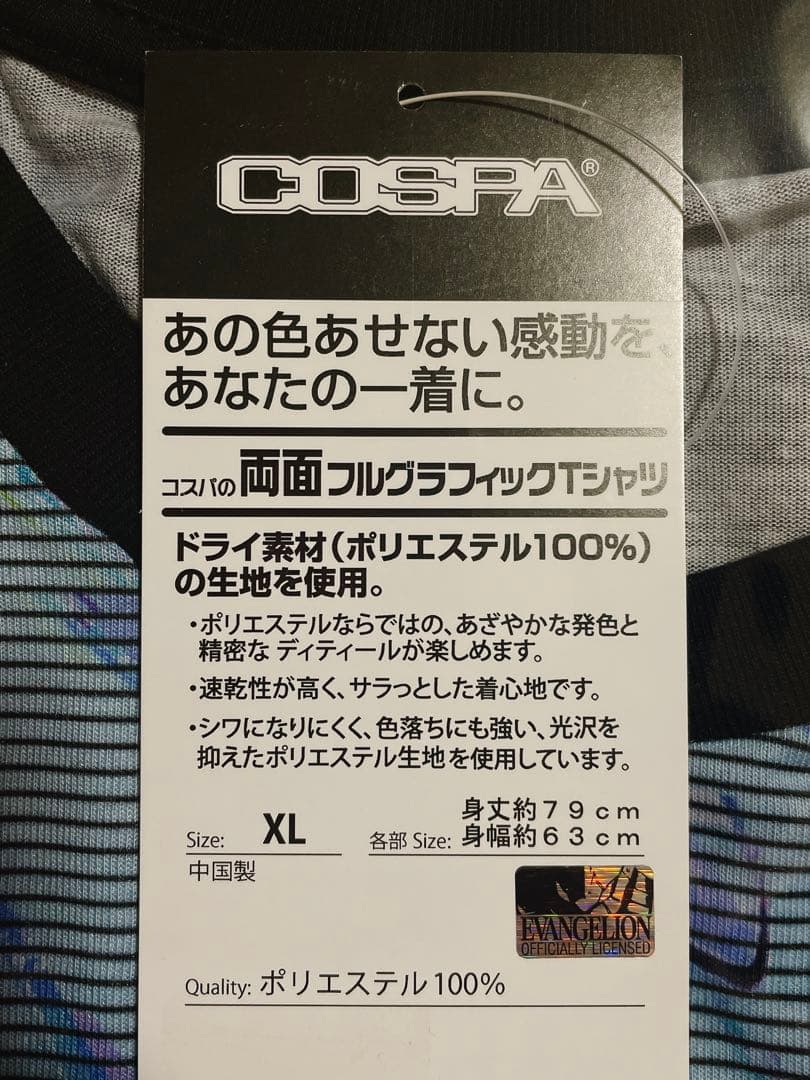 COSPA®
あの色あせない感動を、
あなたの一着に。
コスパの両面フルグラフィックTシャツ
ドライ素材(ポリエステル100%)
の生地を使用。
・ポリエステルならではの、あざやかな発色と
精密な ディティールが楽しめます。
・速乾性が高く、サラっとした着心地です。
・シワになりにくく、色落ちにも強い、光沢を
抑えたポリエステル生地を使用しています。
Size: XL
各部 Size: 身丈約79cm
身幅約63cm
中国製
EVANGELION
OFFICIALLY LICENSED
Quality: ポリエステル100%